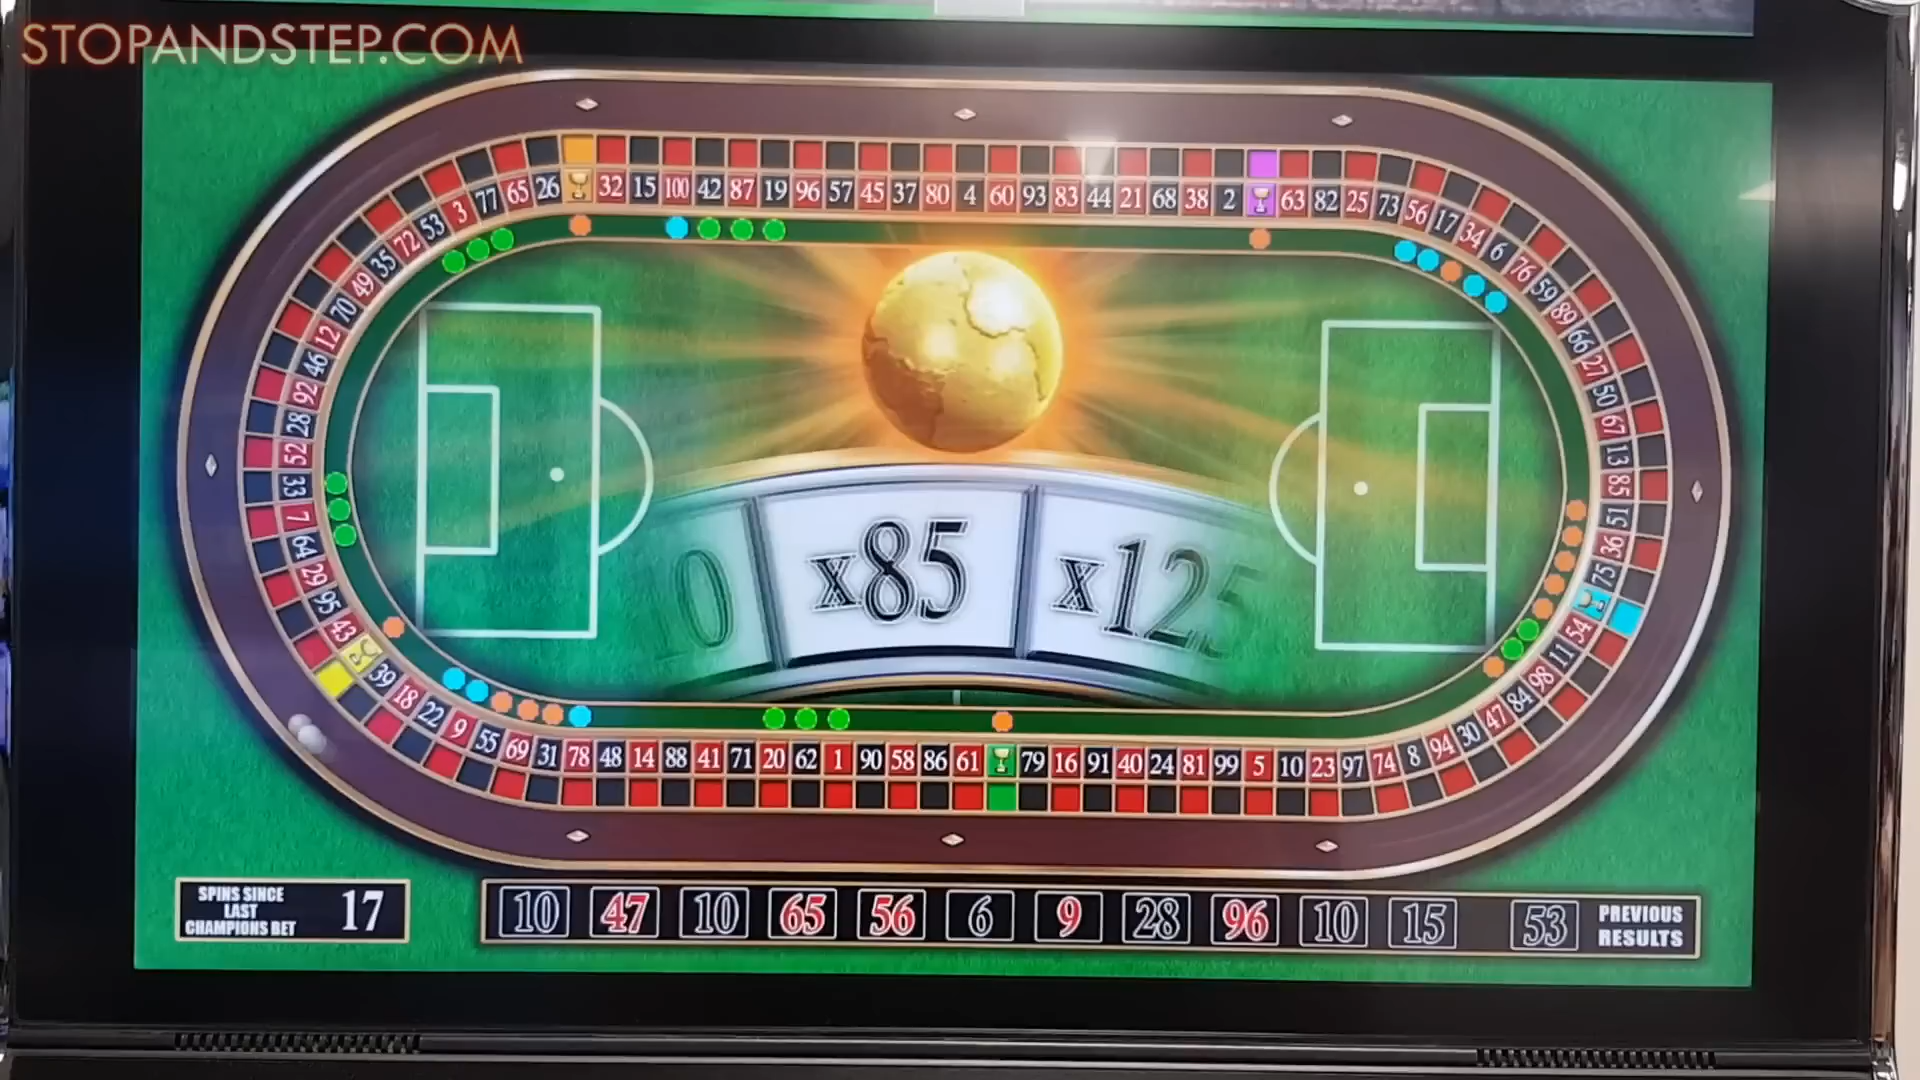 STOPANDSTEP.COM
26 32 15 100 42 87 19 96 57 45 37 80 4 60 93 83 44 21 68 38 2 63 82 25 73 56 17 34 6 76 59 89 66 27 50 67 13 85 51 36 75
65 77 3 53 72 35 49 70 12 46 92 28 52 33 7 64 29 95 43
x85 x125
39 18 22 9 55 69 31 78 48 14 88 41 71 20 62 1 90 58 86 61 79 16 91 40 24 81 99 5 10 23 97 74 8 94 30 47 84 98 11 54
SPINS SINCE
LAST
CHAMPIONS BET
17
10 47 10 65 56 6 9 28 96 10 15 53
PREVIOUS
RESULTS